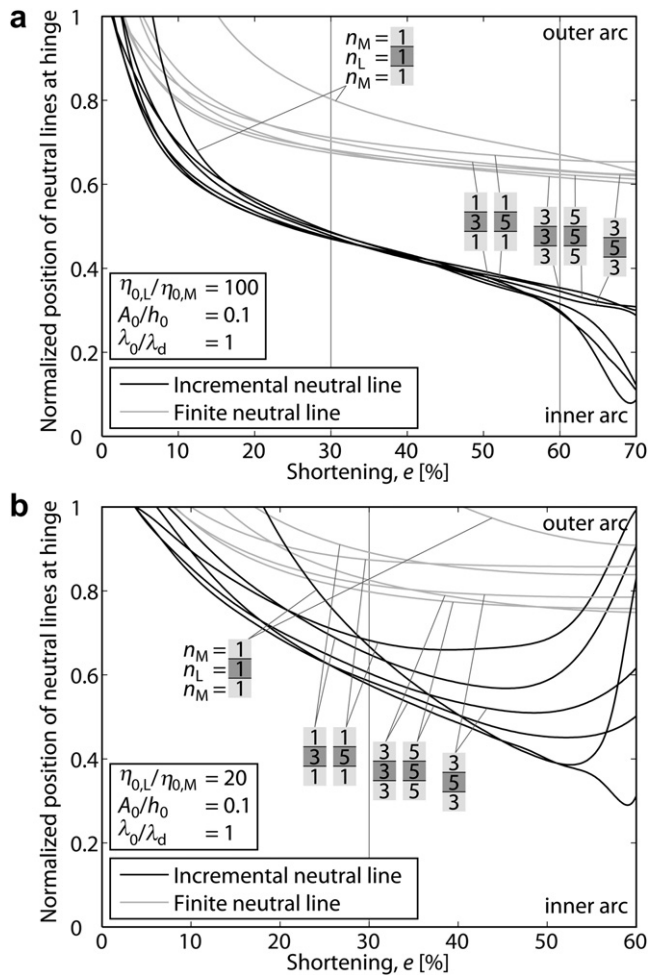 a
Normalized position of neutral lines at hinge
1
0.8
0.6
0.4
0.2
0
outer arc
n_M = 1
n_L = 1
n_M = 1
1 1
3 5
1 1
3 5
3 5
3 5
3
5
3
η_0,L/η_0,M = 100
A_0/h_0 = 0.1
λ_0/λ_d = 1
Incremental neutral line
Finite neutral line
inner arc
0 10 20 30 40 50 60 70
Shortening, e [%]
b
Normalized position of neutral lines at hinge
1
0.8
0.6
0.4
0.2
0
outer arc
n_M = 1
n_L = 1
n_M = 1
1 1
3 5
1 1
3 5
3 5
3 5
3
5
3
η_0,L/η_0,M = 20
A_0/h_0 = 0.1
λ_0/λ_d = 1
Incremental neutral line
Finite neutral line
inner arc
0 10 20 30 40 50 60
Shortening, e [%]